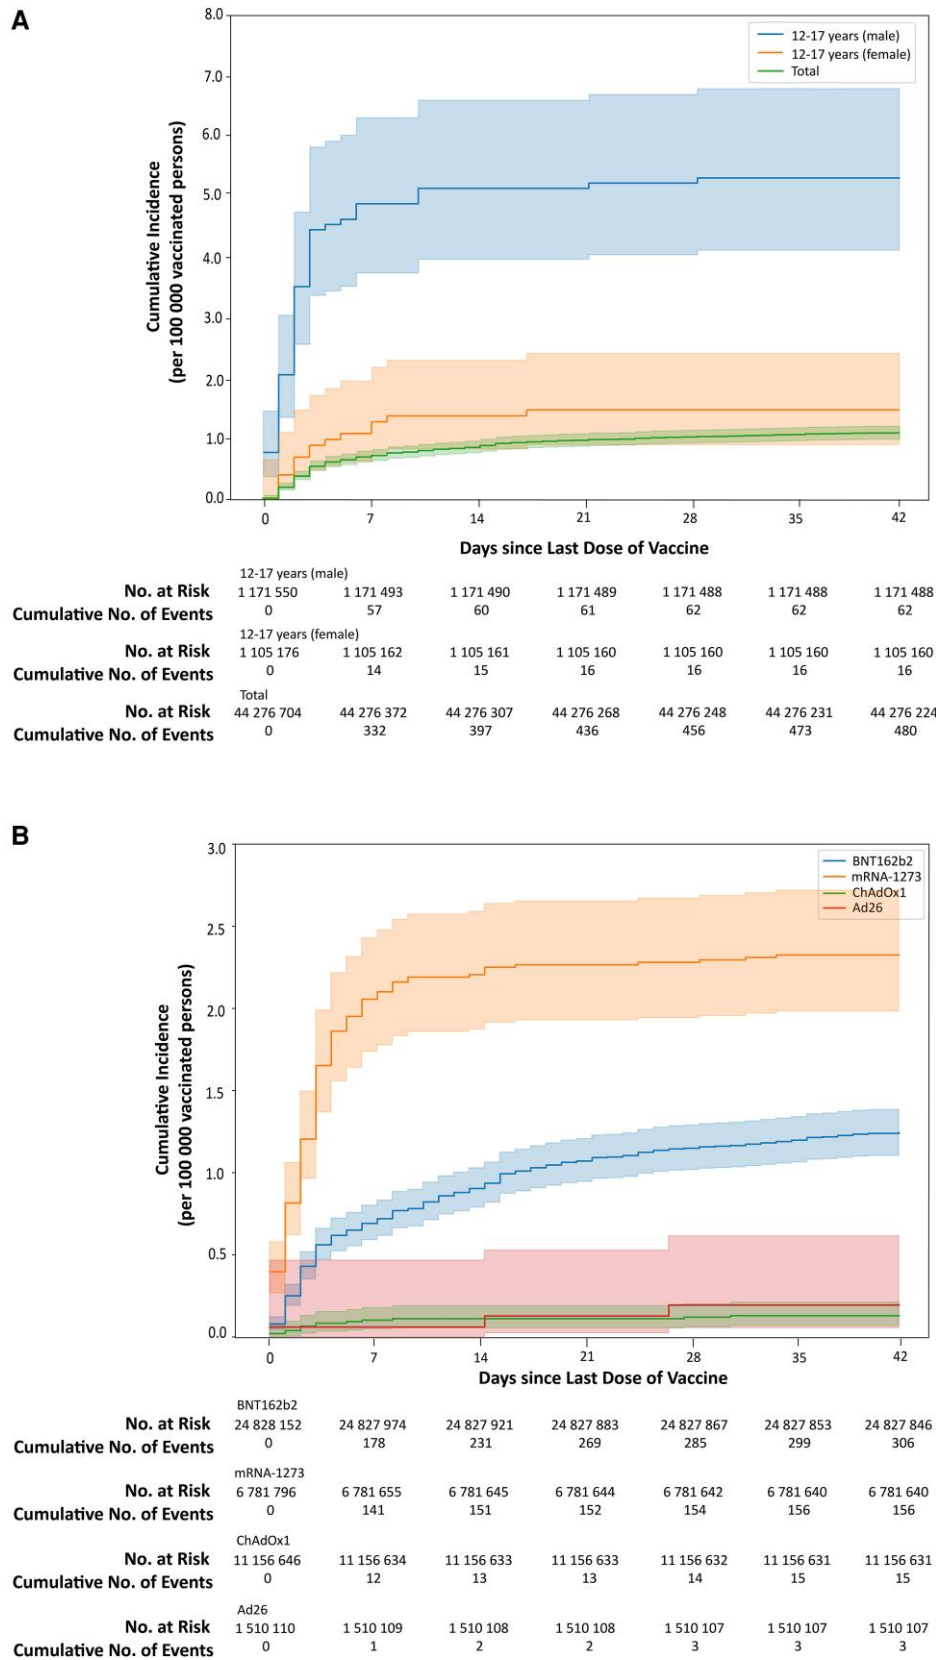 A
8.0
12-17 years (male)
12-17 years (female)
Total
7.0
6.0
5.0
4.0
3.0
2.0
1.0
0.0
Cumulative Incidence
(per 100 000 vaccinated persons)
0 7 14 21 28 35 42
Days since Last Dose of Vaccine
12-17 years (male)
No. at Risk 1 171 550 1 171 493 1 171 490 1 171 489 1 171 488 1 171 488 1 171 488
Cumulative No. of Events 0 57 60 61 62 62 62
12-17 years (female)
No. at Risk 1 105 176 1 105 162 1 105 161 1 105 160 1 105 160 1 105 160 1 105 160
Cumulative No. of Events 0 14 15 16 16 16 16
Total
No. at Risk 44 276 704 44 276 372 44 276 307 44 276 268 44 276 248 44 276 231 44 276 224
Cumulative No. of Events 0 332 397 436 456 473 480
B
3.0
BNT162b2
mRNA-1273
ChAdOx1
Ad26
2.5
2.0
1.5
1.0
0.5
0.0
Cumulative Incidence
(per 100 000 vaccinated persons)
0 7 14 21 28 35 42
Days since Last Dose of Vaccine
BNT162b2
No. at Risk 24 828 152 24 827 974 24 827 921 24 827 883 24 827 867 24 827 853 24 827 846
Cumulative No. of Events 0 178 231 269 285 299 306
mRNA-1273
No. at Risk 6 781 796 6 781 655 6 781 645 6 781 644 6 781 642 6 781 640 6 781 640
Cumulative No. of Events 0 141 151 152 154 156 156
ChAdOx1
No. at Risk 11 156 646 11 156 634 11 156 633 11 156 633 11 156 632 11 156 631 11 156 631
Cumulative No. of Events 0 12 13 13 14 15 15
Ad26
No. at Risk 1 510 110 1 510 109 1 510 108 1 510 108 1 510 107 1 510 107 1 510 107
Cumulative No. of Events 0 1 2 2 3 3 3